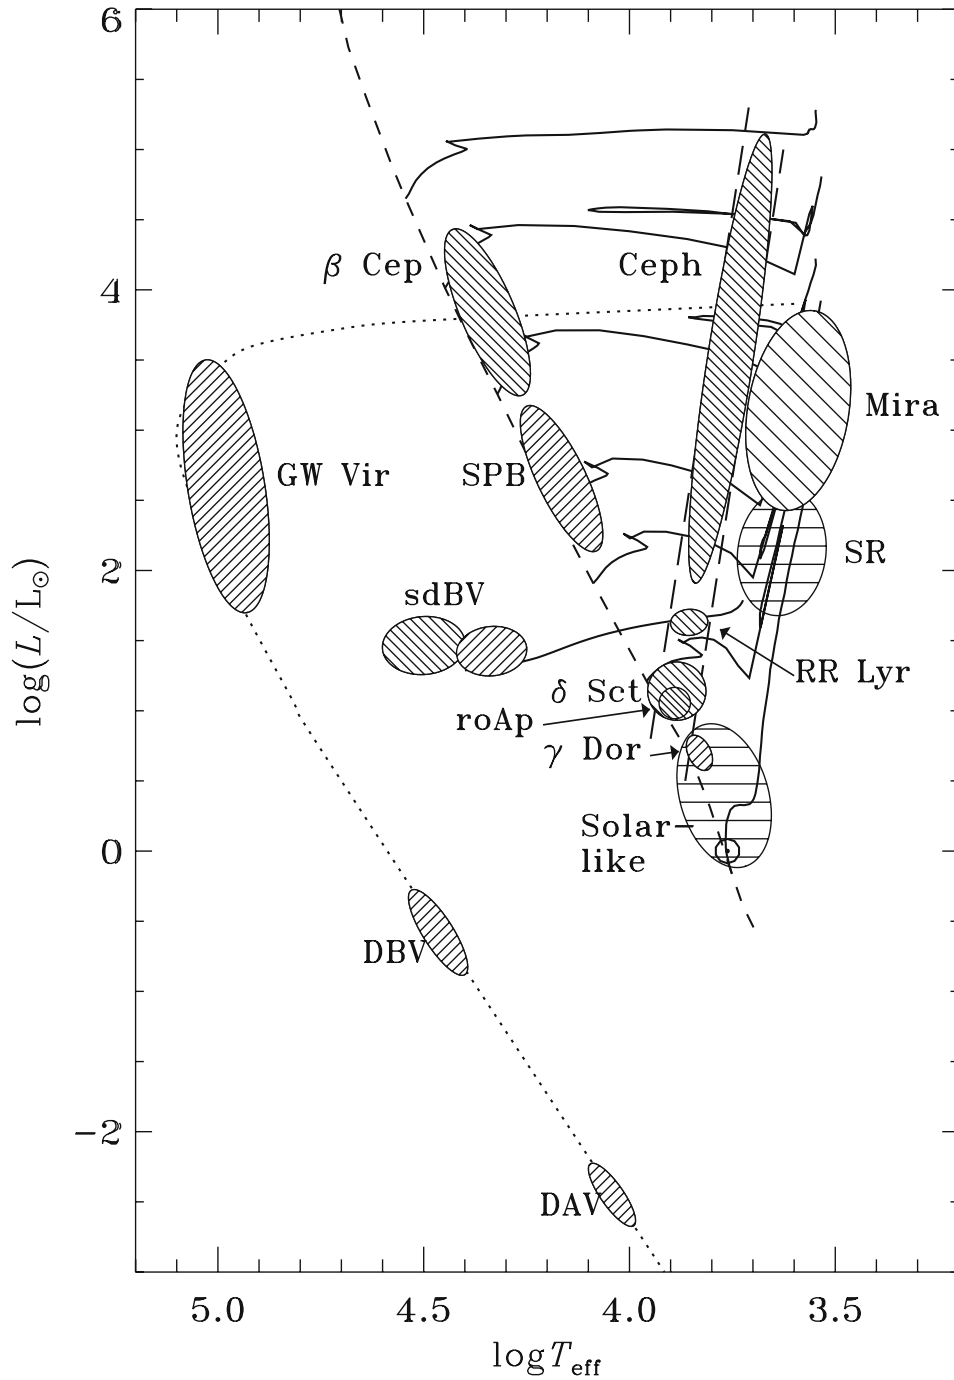 6
β Cep
Ceph
4
Mira
GW Vir
SPB
SR
2
sdBV
RR Lyr
δ Sct
roAp
γ Dor
Solar–
like
0
DBV
−2
DAV
log(L/L☉)
5.0
4.5
4.0
3.5
log T_eff